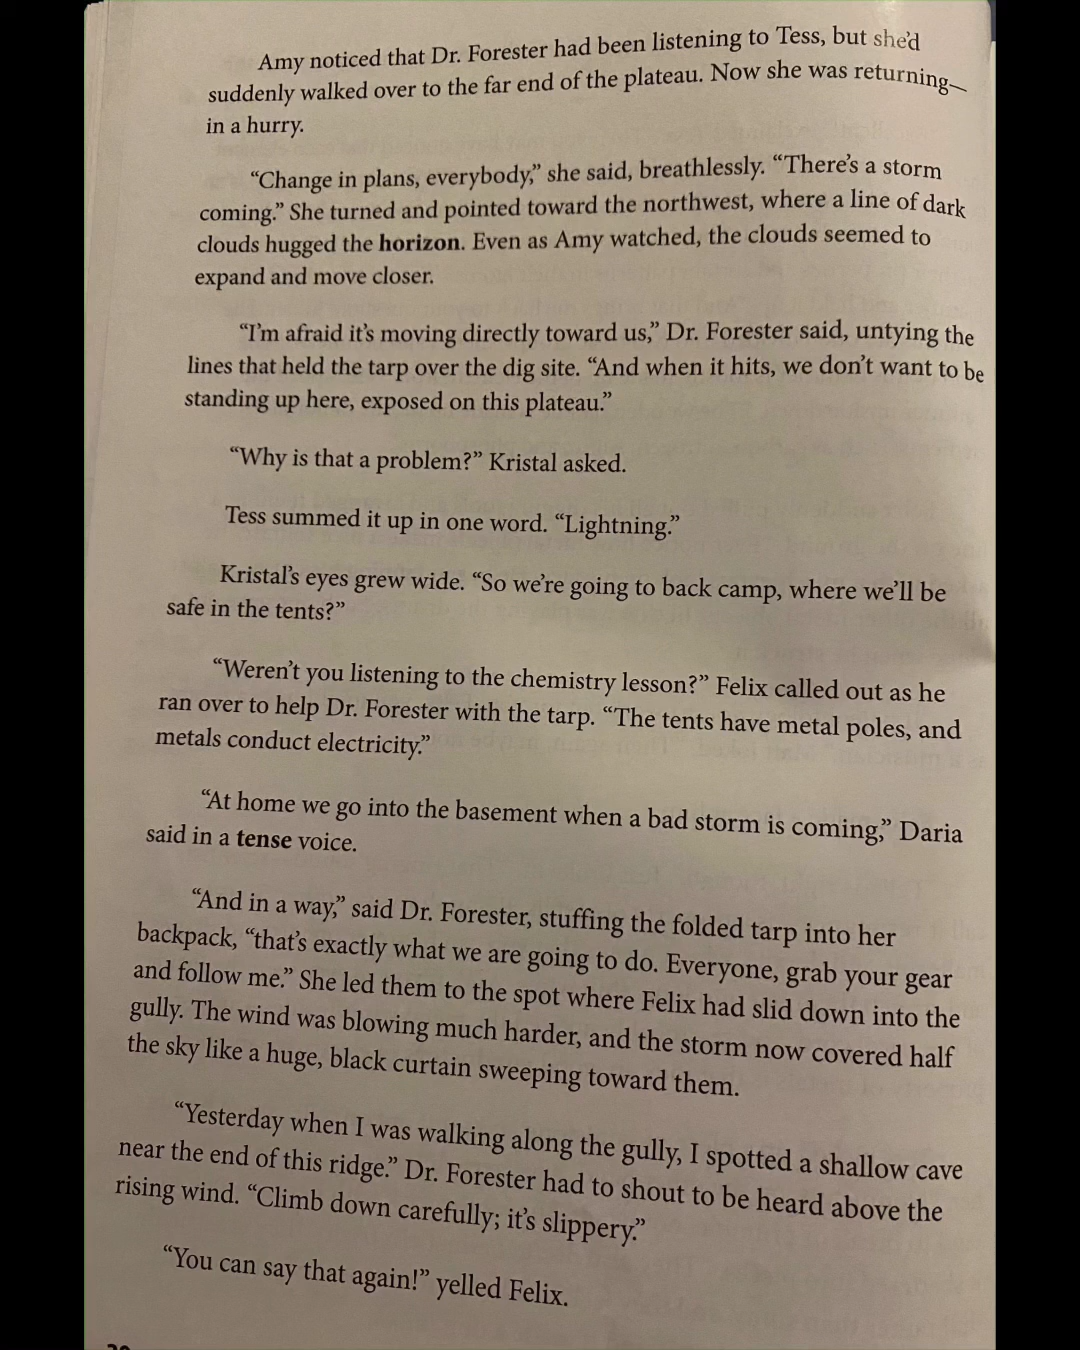 Amy noticed that Dr. Forester had been listening to Tess, but she’d
suddenly walked over to the far end of the plateau. Now she was returning—
in a hurry.
“Change in plans, everybody,” she said, breathlessly. “There’s a storm
coming.” She turned and pointed toward the northwest, where a line of dark
clouds hugged the horizon. Even as Amy watched, the clouds seemed to
expand and move closer.
“I’m afraid it’s moving directly toward us,” Dr. Forester said, untying the
lines that held the tarp over the dig site. “And when it hits, we don’t want to be
standing up here, exposed on this plateau.”
“Why is that a problem?” Kristal asked.
Tess summed it up in one word. “Lightning.”
Kristal’s eyes grew wide. “So we’re going to back camp, where we’ll be
safe in the tents?”
“Weren’t you listening to the chemistry lesson?” Felix called out as he
ran over to help Dr. Forester with the tarp. “The tents have metal poles, and
metals conduct electricity.”
“At home we go into the basement when a bad storm is coming,” Daria
said in a tense voice.
“And in a way,” said Dr. Forester, stuffing the folded tarp into her
backpack, “that’s exactly what we are going to do. Everyone, grab your gear
and follow me.” She led them to the spot where Felix had slid down into the
gully. The wind was blowing much harder, and the storm now covered half
the sky like a huge, black curtain sweeping toward them.
“Yesterday when I was walking along the gully, I spotted a shallow cave
near the end of this ridge.” Dr. Forester had to shout to be heard above the
rising wind. “Climb down carefully; it’s slippery.”
“You can say that again!” yelled Felix.